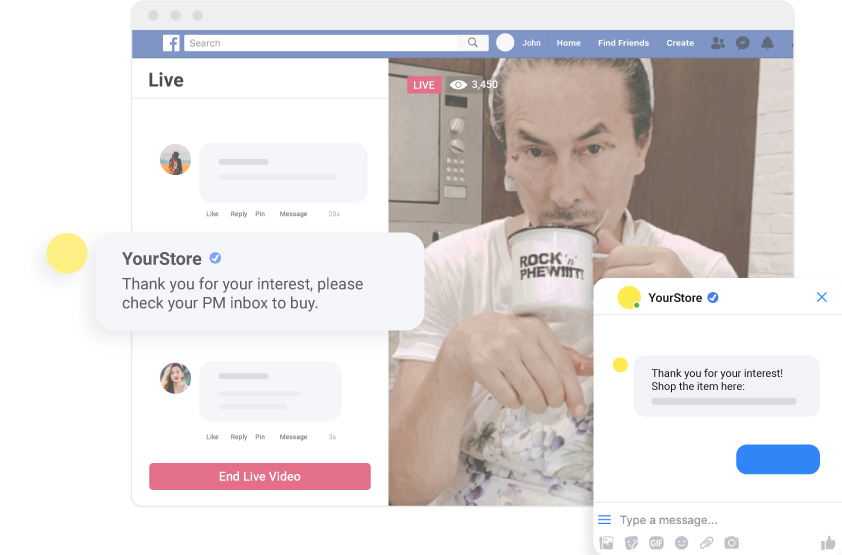 f Search John Home Find Friends Create
Live
LIVE 3,450
Like Reply Pin Message 20s
YourStore
Thank you for your interest, please
check your PM inbox to buy.
ROCK 'n'
PHEWIIIT!
Like Reply Pin Message 3s
End Live Video
YourStore
Thank you for your interest!
Shop the item here:
Type a message...
GIF